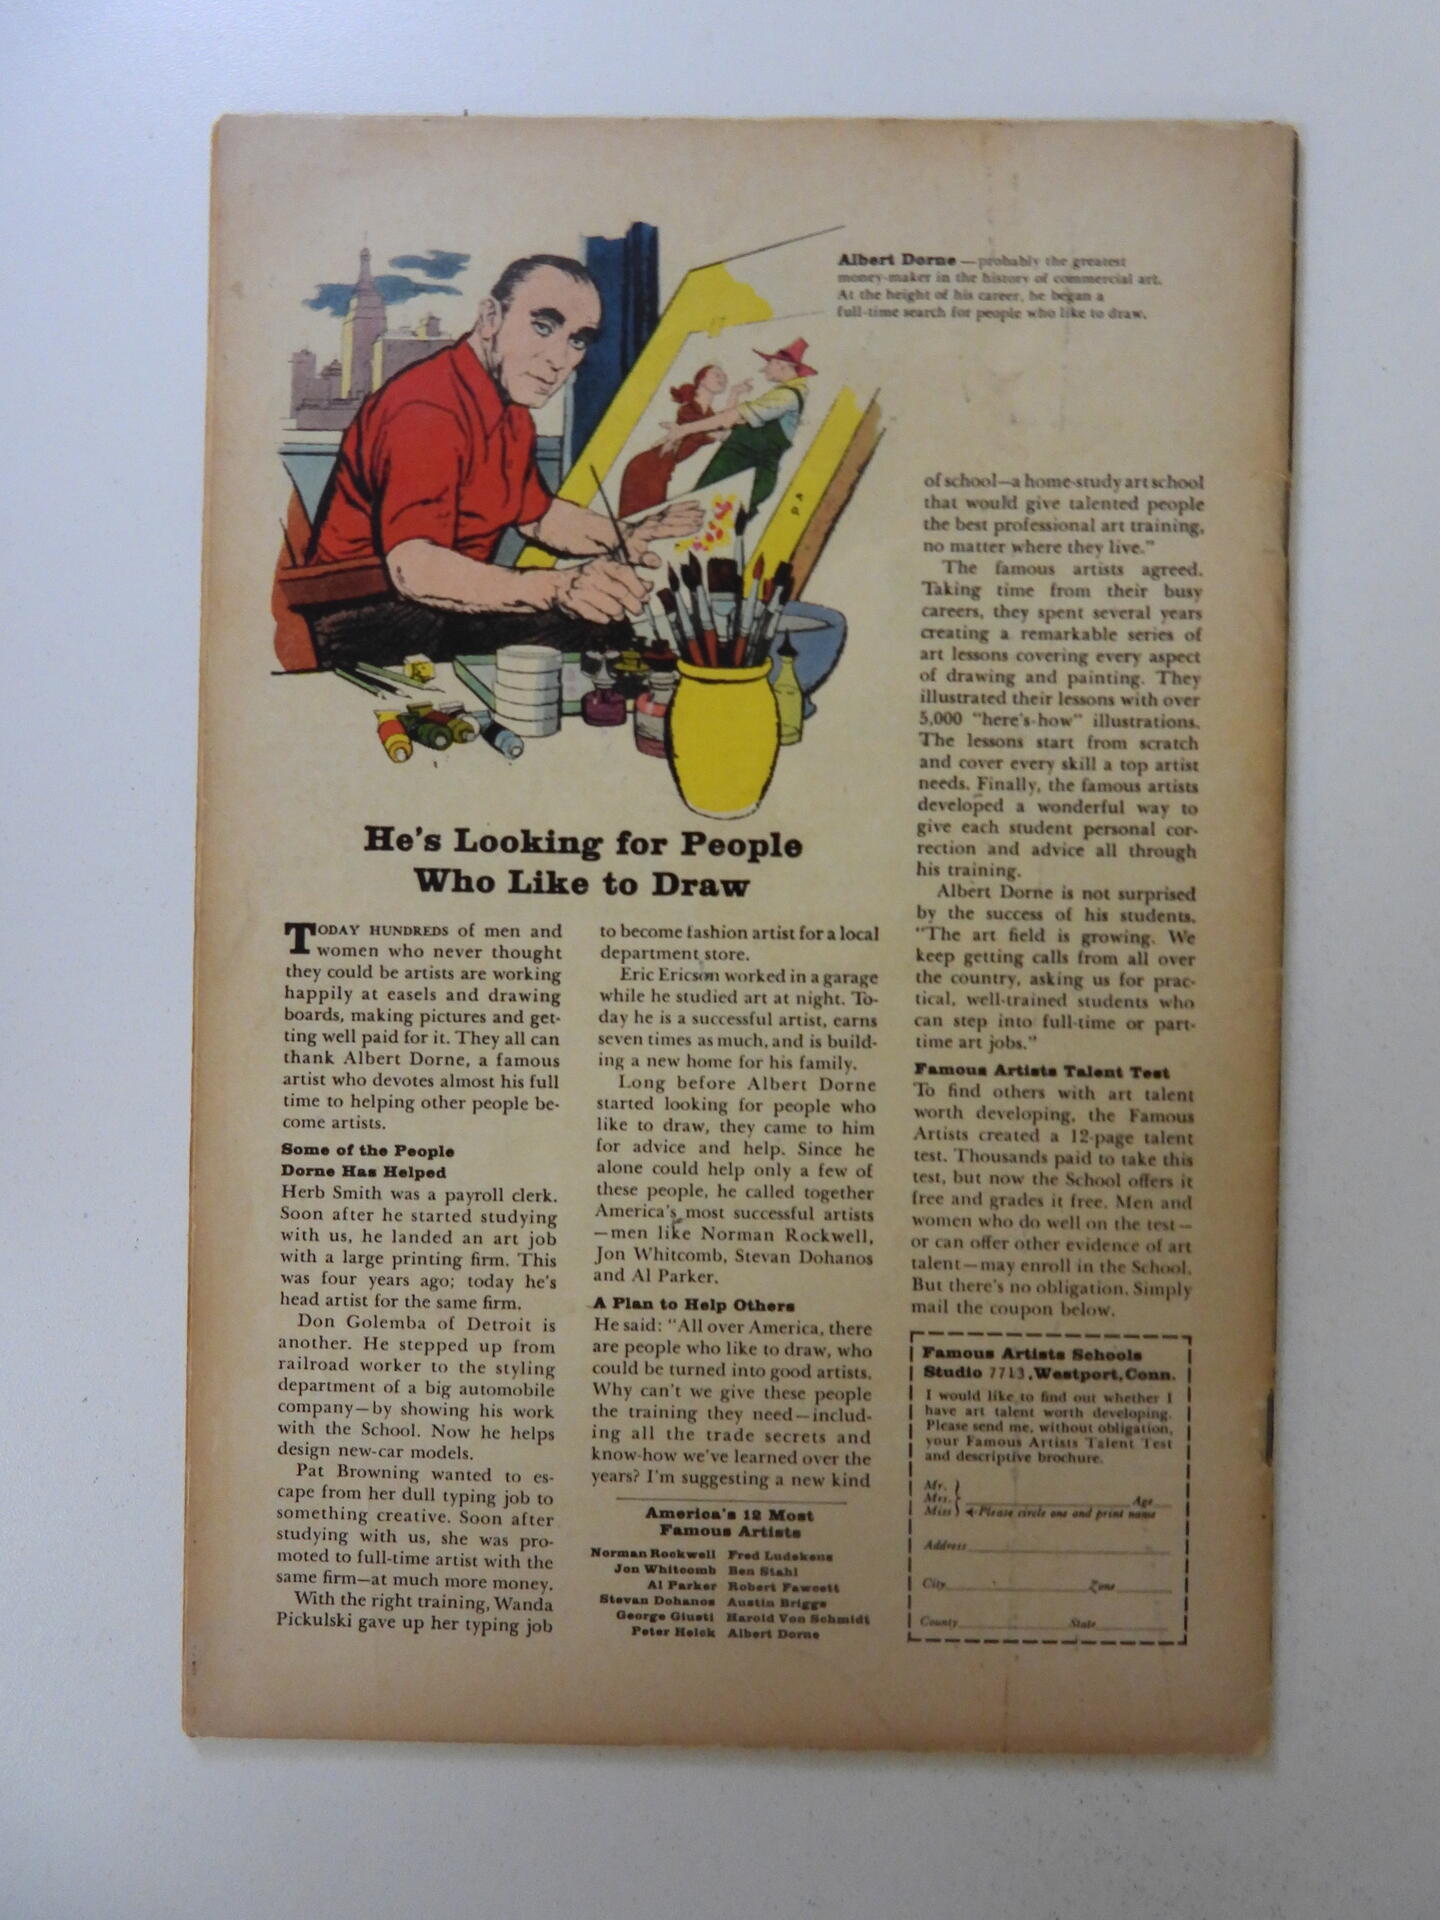 Albert Dorne—probably the greatest
money-maker in the history of commercial art.
At the height of his career, he began a
full-time search for people who like to draw.
He's Looking for People
Who Like to Draw
TODAY HUNDREDS of men and
women who never thought
they could be artists are working
happily at easels and drawing
boards, making pictures and get-
ting well paid for it. They all can
thank Albert Dorne, a famous
artist who devotes almost his full
time to helping other people be-
come artists.
Some of the People
Dorne Has Helped
Herb Smith was a payroll clerk.
Soon after he started studying
with us, he landed an art job
with a large printing firm. This
was four years ago; today he's
head artist for the same firm.
Don Golemba of Detroit is
another. He stepped up from
railroad worker to the styling
department of a big automobile
company—by showing his work
with the School. Now he helps
design new-car models.
Pat Browning wanted to es-
cape from her dull typing job to
something creative. Soon after
studying with us, she was pro-
moted to full-time artist with the
same firm—at much more money.
With the right training, Wanda
Pickulski gave up her typing job
to become fashion artist for a local
department store.
Eric Ericson worked in a garage
while he studied art at night. To-
day he is a successful artist, earns
seven times as much, and is build-
ing a new home for his family.
Long before Albert Dorne
started looking for people who
like to draw, they came to him
for advice and help. Since he
alone could help only a few of
these people, he called together
America's most successful artists
—men like Norman Rockwell,
Jon Whitcomb, Stevan Dohanos
and Al Parker.
A Plan to Help Others
He said: "All over America, there
are people who like to draw, who
could be turned into good artists.
Why can't we give these people
the training they need—includ-
ing all the trade secrets and
know-how we've learned over the
years? I'm suggesting a new kind
America's 12 Most
Famous Artists
Norman Rockwell Fred Ludekens
Jon Whitcomb Ben Stahl
Al Parker Robert Fawcett
Stevan Dohanos Austin Briggs
George Giusti Harold Von Schmidt
Peter Helck Albert Dorne
of school—a home-study art school
that would give talented people
the best professional art training,
no matter where they live."
The famous artists agreed.
Taking time from their busy
careers, they spent several years
creating a remarkable series of
art lessons covering every aspect
of drawing and painting. They
illustrated their lessons with over
5,000 "here's-how" illustrations.
The lessons start from scratch
and cover every skill a top artist
needs. Finally, the famous artists
developed a wonderful way to
give each student personal cor-
rection and advice all through
his training.
Albert Dorne is not surprised
by the success of his students.
"The art field is growing. We
keep getting calls from all over
the country, asking us for prac-
tical, well-trained students who
can step into full-time or part-
time art jobs."
Famous Artists Talent Test
To find others with art talent
worth developing, the Famous
Artists created a 12-page talent
test. Thousands paid to take this
test, but now the School offers it
free and grades it free. Men and
women who do well on the test—
or can offer other evidence of art
talent—may enroll in the School.
But there's no obligation. Simply
mail the coupon below.
Famous Artists Schools
Studio 7713, Westport, Conn.
I would like to find out whether I
have art talent worth developing.
Please send me, without obligation,
your Famous Artists Talent Test
and descriptive brochure.
Mr.
Mrs. Age
Miss Please circle one and print name
Address
City Zone
County State